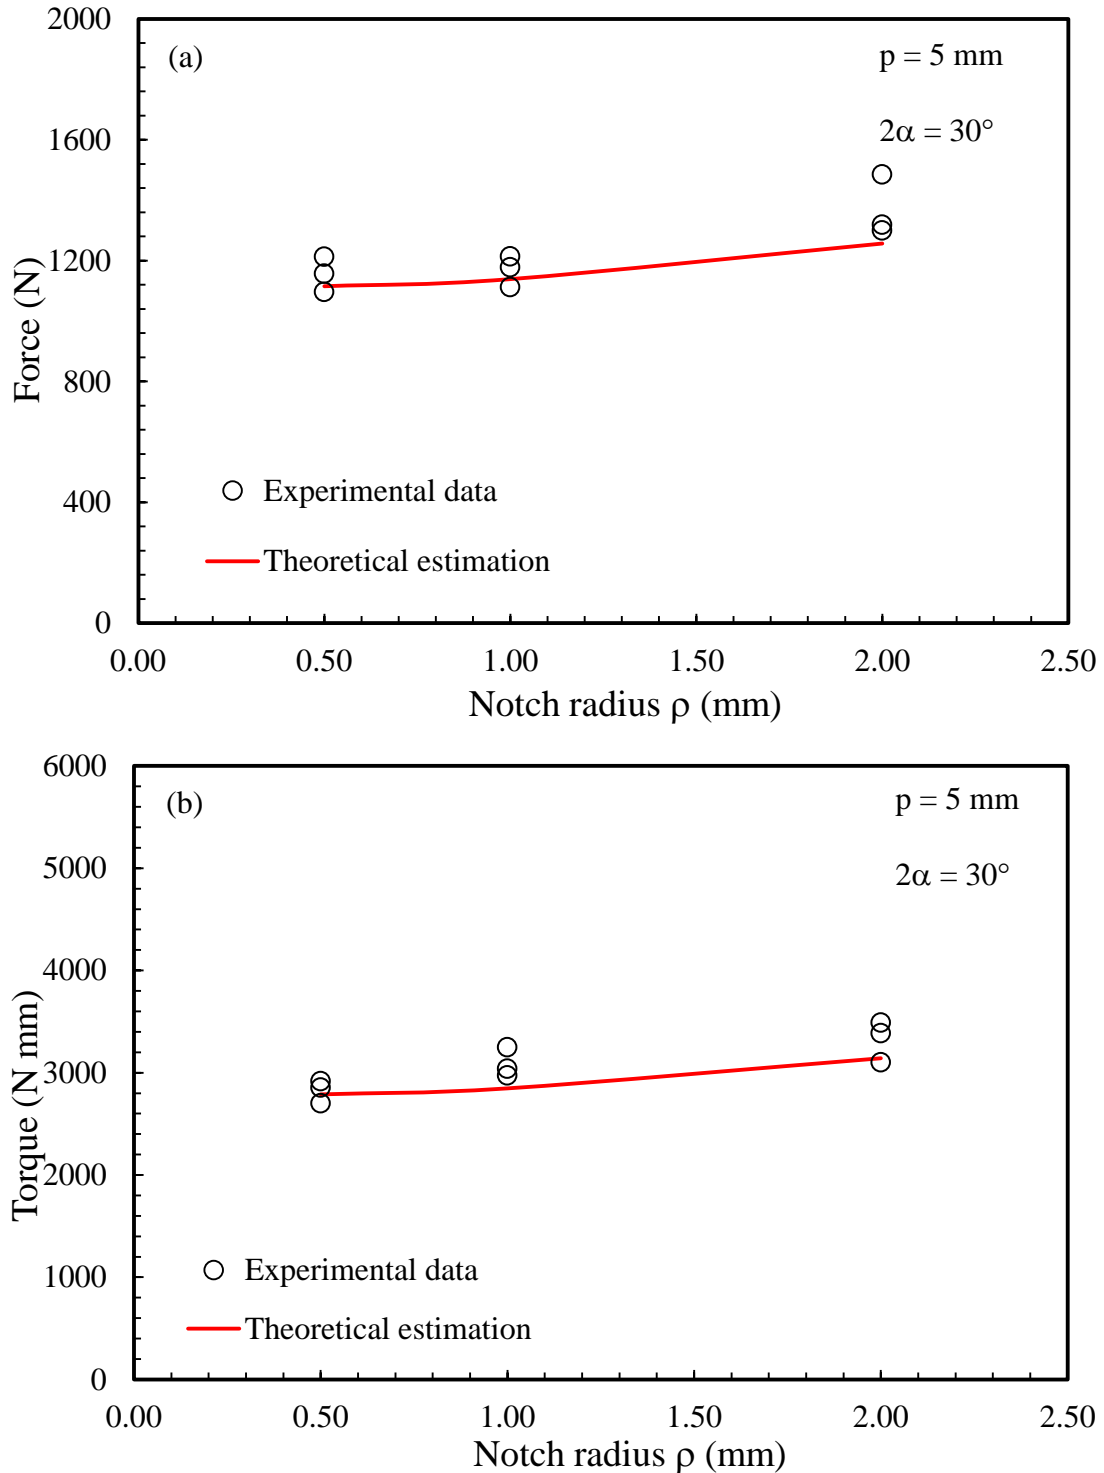 2000
(a)
p = 5 mm
1600
2α = 30°
1200
Force (N)
800
Experimental data
400
Theoretical estimation
0
0.00 0.50 1.00 1.50 2.00 2.50
Notch radius ρ (mm)
6000
(b)
p = 5 mm
5000
2α = 30°
4000
Torque (N mm)
3000
2000
Experimental data
1000
Theoretical estimation
0
0.00 0.50 1.00 1.50 2.00 2.50
Notch radius ρ (mm)